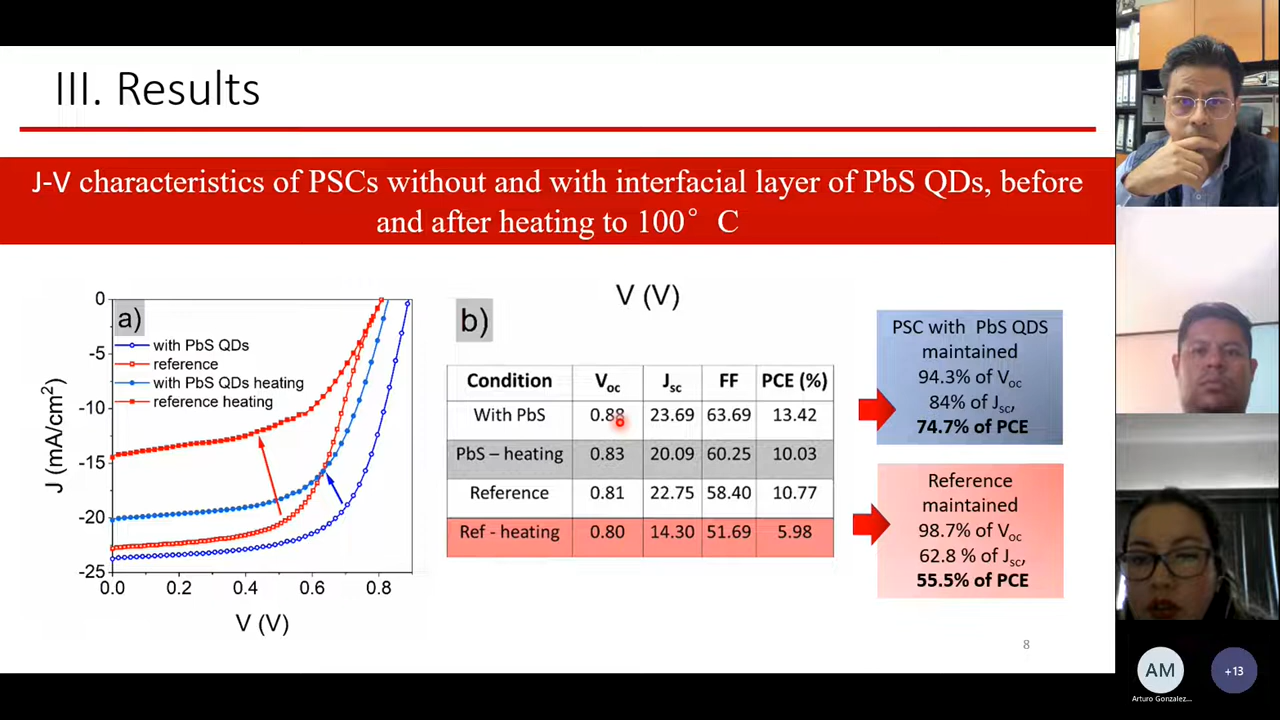 III. Results
J-V characteristics of PSCs without and with interfacial layer of PbS QDs, before
and after heating to 100° C
a)
with PbS QDs
reference
with PbS QDs heating
reference heating
0
-5
-10
-15
-20
-25
0.0 0.2 0.4 0.6 0.8
J (mA/cm2)
V (V)
V (V)
b)
Condition Voc Jsc FF PCE (%)
With PbS 0.88 23.69 63.69 13.42
PbS – heating 0.83 20.09 60.25 10.03
Reference 0.81 22.75 58.40 10.77
Ref - heating 0.80 14.30 51.69 5.98
PSC with PbS QDS
maintained
94.3% of Voc
84% of Jsc,
74.7% of PCE
Reference
maintained
98.7% of Voc
62.8 % of Jsc,
55.5% of PCE
8
AM
Arturo Gonzalez...
+13